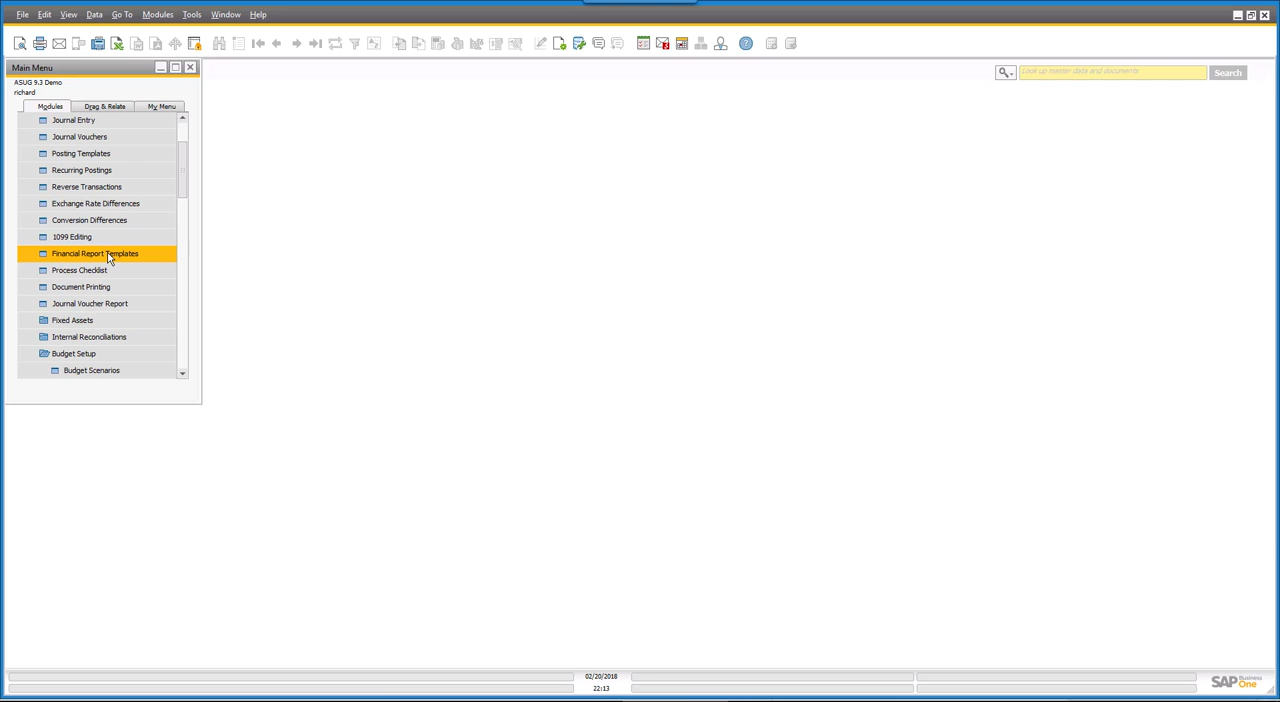 File Edit View Data Go To Modules Tools Window Help
Main Menu
ASUG 9.3 Demo
richard
Modules Drag & Relate My Menu
Look up master data and documents
Search
Journal Entry
Journal Vouchers
Posting Templates
Recurring Postings
Reverse Transactions
Exchange Rate Differences
Conversion Differences
1099 Editing
Financial Report Templates
Process Checklist
Document Printing
Journal Voucher Report
Fixed Assets
Internal Reconciliations
Budget Setup
Budget Scenarios
02/20/2018
22:13
SAP Business One